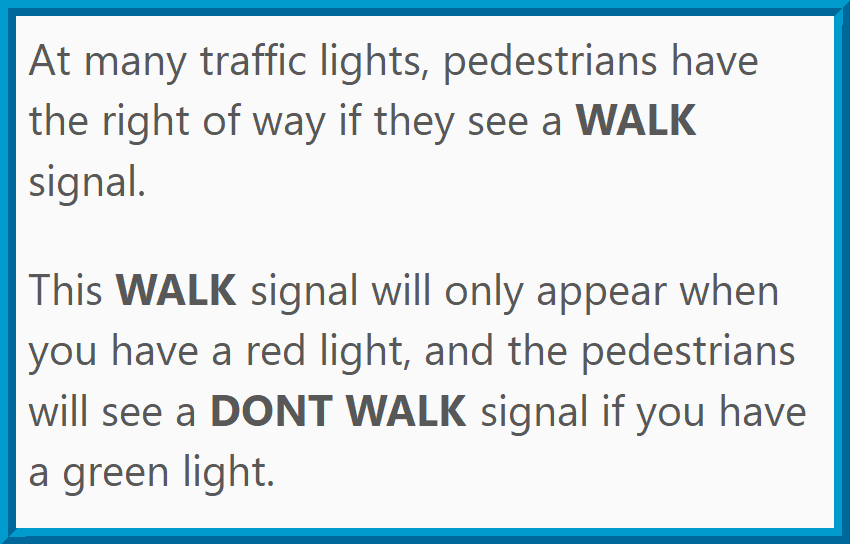 At many traffic lights, pedestrians have
the right of way if they see a WALK
signal.
This WALK signal will only appear when
you have a red light, and the pedestrians
will see a DONT WALK signal if you have
a green light.